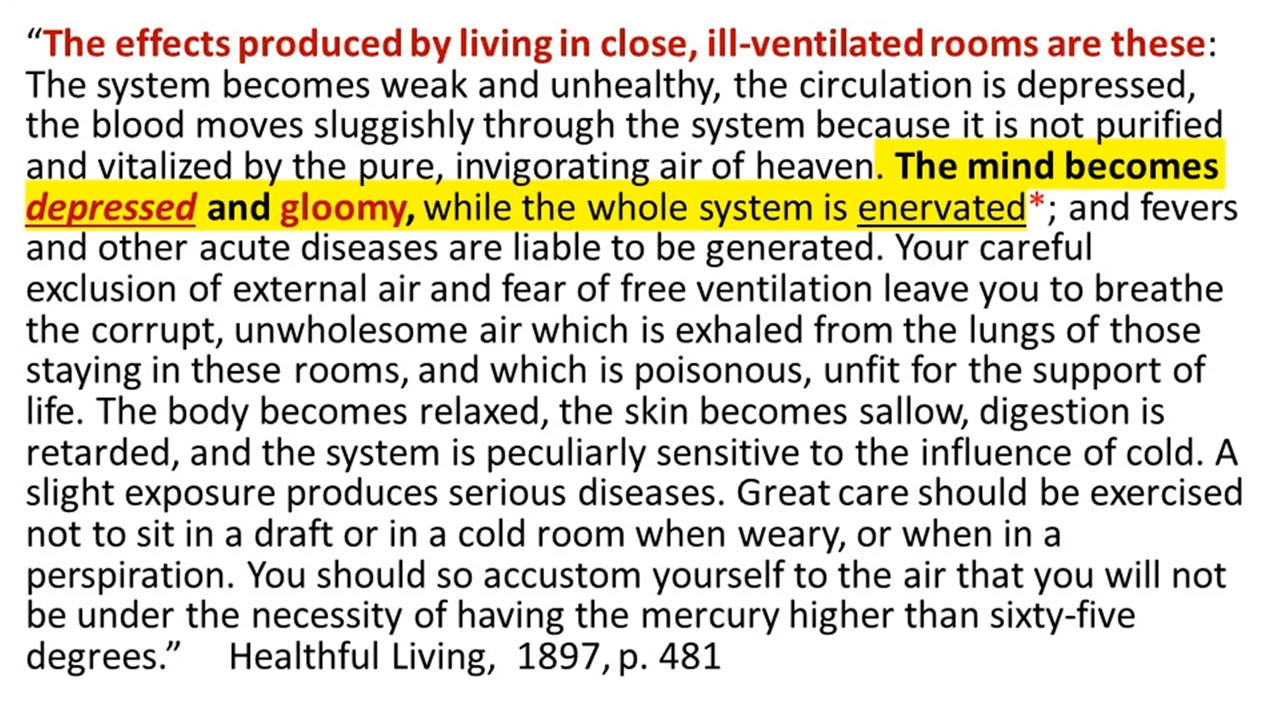 “The effects produced by living in close, ill-ventilated rooms are these:
The system becomes weak and unhealthy, the circulation is depressed,
the blood moves sluggishly through the system because it is not purified
and vitalized by the pure, invigorating air of heaven. The mind becomes
depressed and gloomy, while the whole system is enervated*; and fevers
and other acute diseases are liable to be generated. Your careful
exclusion of external air and fear of free ventilation leave you to breathe
the corrupt, unwholesome air which is exhaled from the lungs of those
staying in these rooms, and which is poisonous, unfit for the support of
life. The body becomes relaxed, the skin becomes sallow, digestion is
retarded, and the system is peculiarly sensitive to the influence of cold. A
slight exposure produces serious diseases. Great care should be exercised
not to sit in a draft or in a cold room when weary, or when in a
perspiration. You should so accustom yourself to the air that you will not
be under the necessity of having the mercury higher than sixty-five
degrees.” Healthful Living, 1897, p. 481